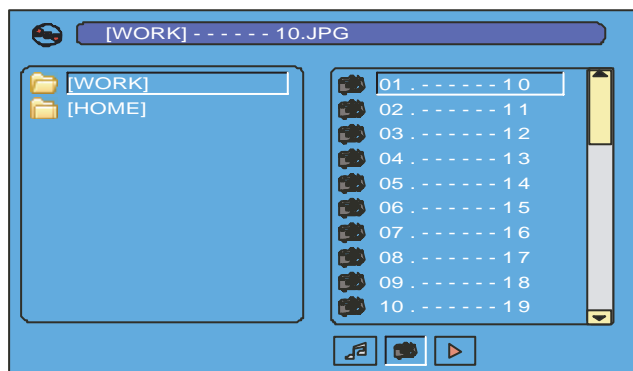 [WORK] - - - - - - 10.JPG
[WORK]
[HOME]
01 . - - - - - - 10
02 . - - - - - - 11
03 . - - - - - - 12
04 . - - - - - - 13
05 . - - - - - - 14
06 . - - - - - - 15
07 . - - - - - - 16
08 . - - - - - - 17
09 . - - - - - - 18
10 . - - - - - - 19